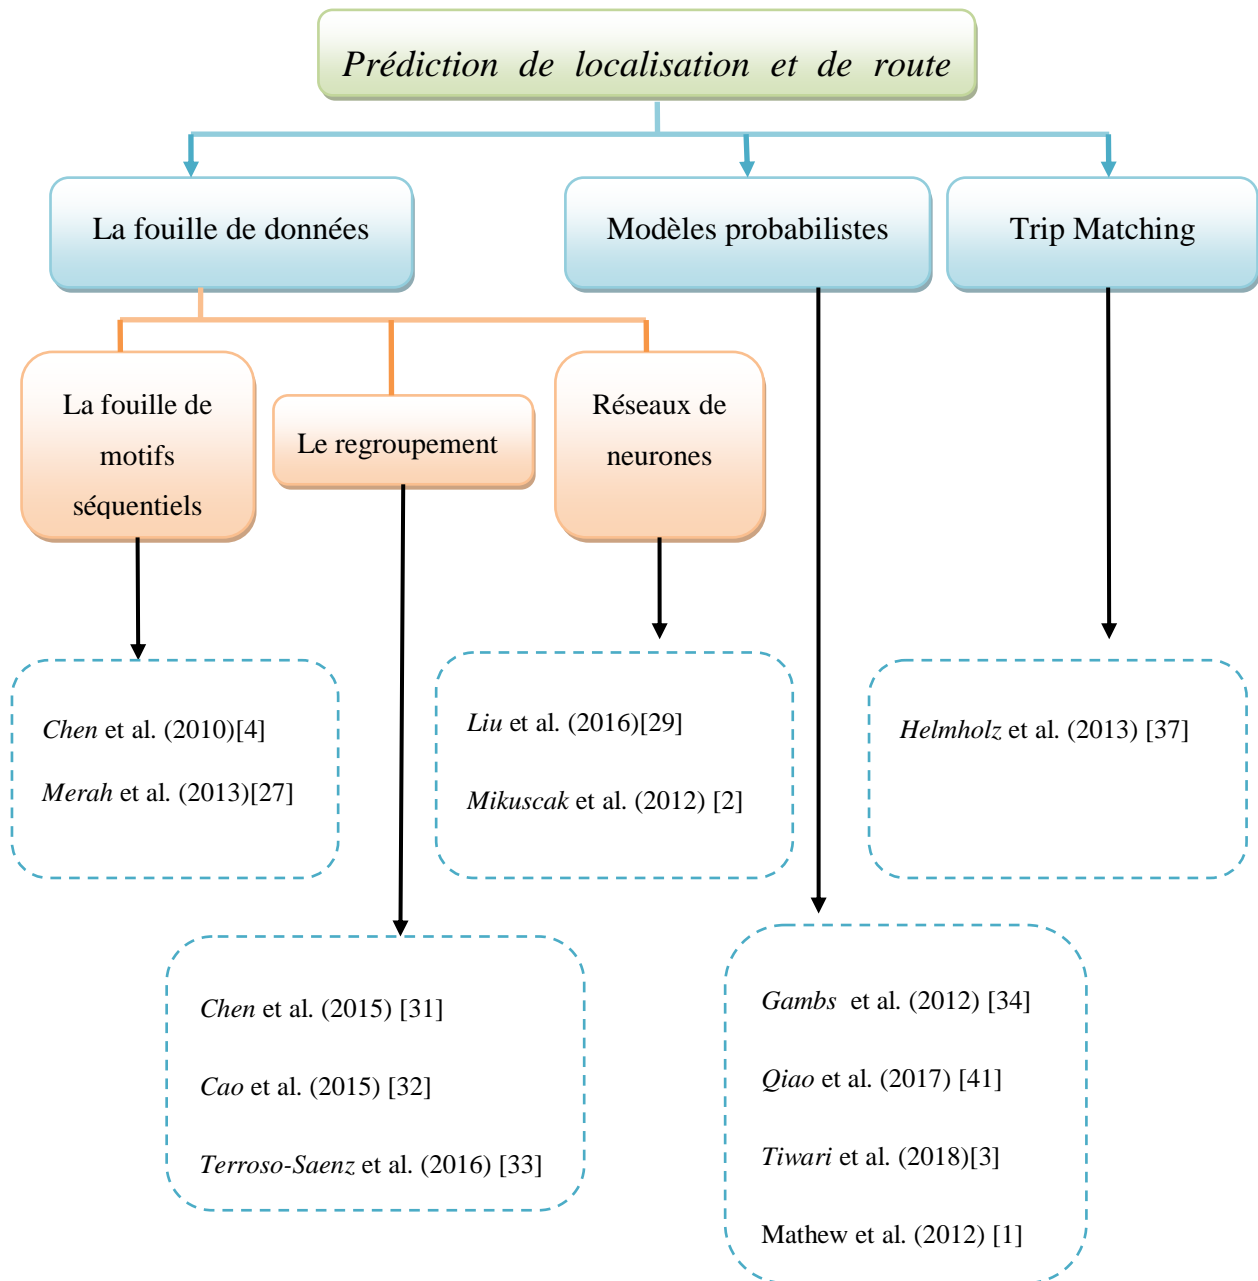 Prédiction de localisation et de route
La fouille de données
Modèles probabilistes
Trip Matching
La fouille de
motifs
séquentiels
Le regroupement
Réseaux de
neurones
Chen et al. (2010)[4]
Merah et al. (2013)[27]
Liu et al. (2016)[29]
Mikuscak et al. (2012) [2]
Helmholz et al. (2013) [37]
Chen et al. (2015) [31]
Cao et al. (2015) [32]
Terroso-Saenz et al. (2016) [33]
Gambs et al. (2012) [34]
Qiao et al. (2017) [41]
Tiwari et al. (2018)[3]
Mathew et al. (2012) [1]